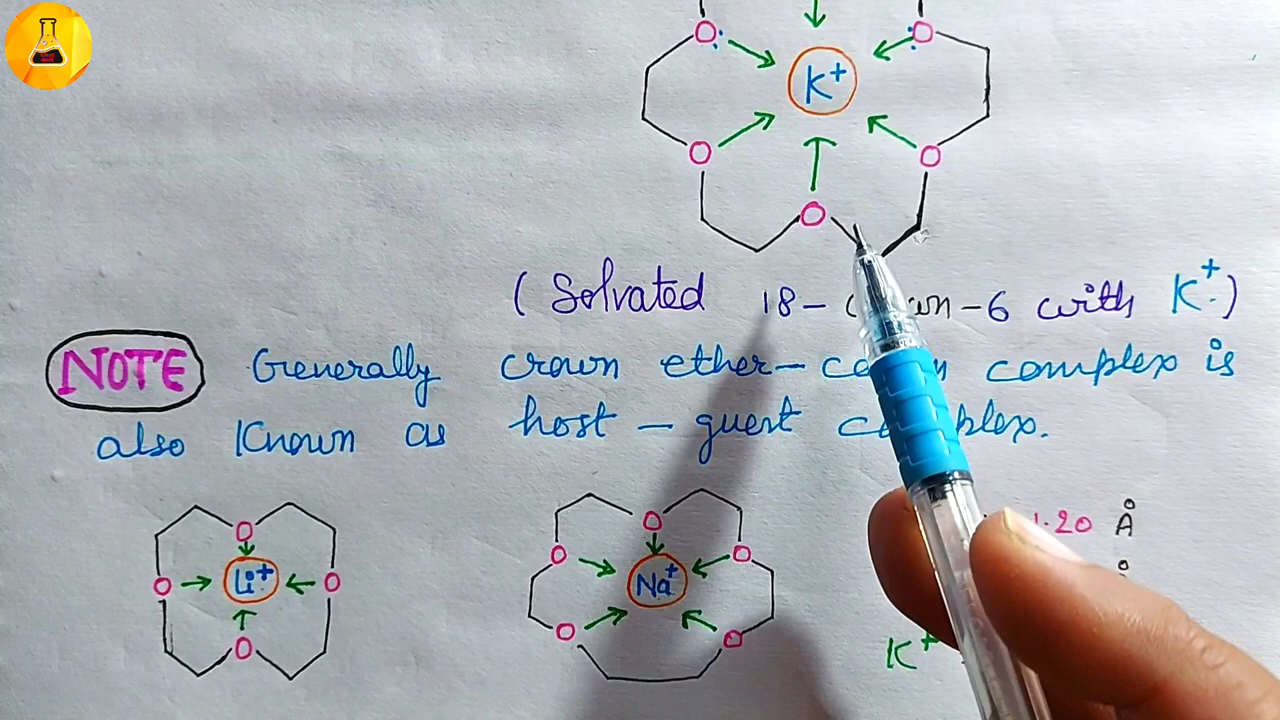 O O
K+
O O
O
( Solvated 18- -6 with K+.)
NOTE Generally crown ether- complex is
also Known as host - guest complex.
O O
O Li+ O O Na+ O 1.20 Å
O O O
K+